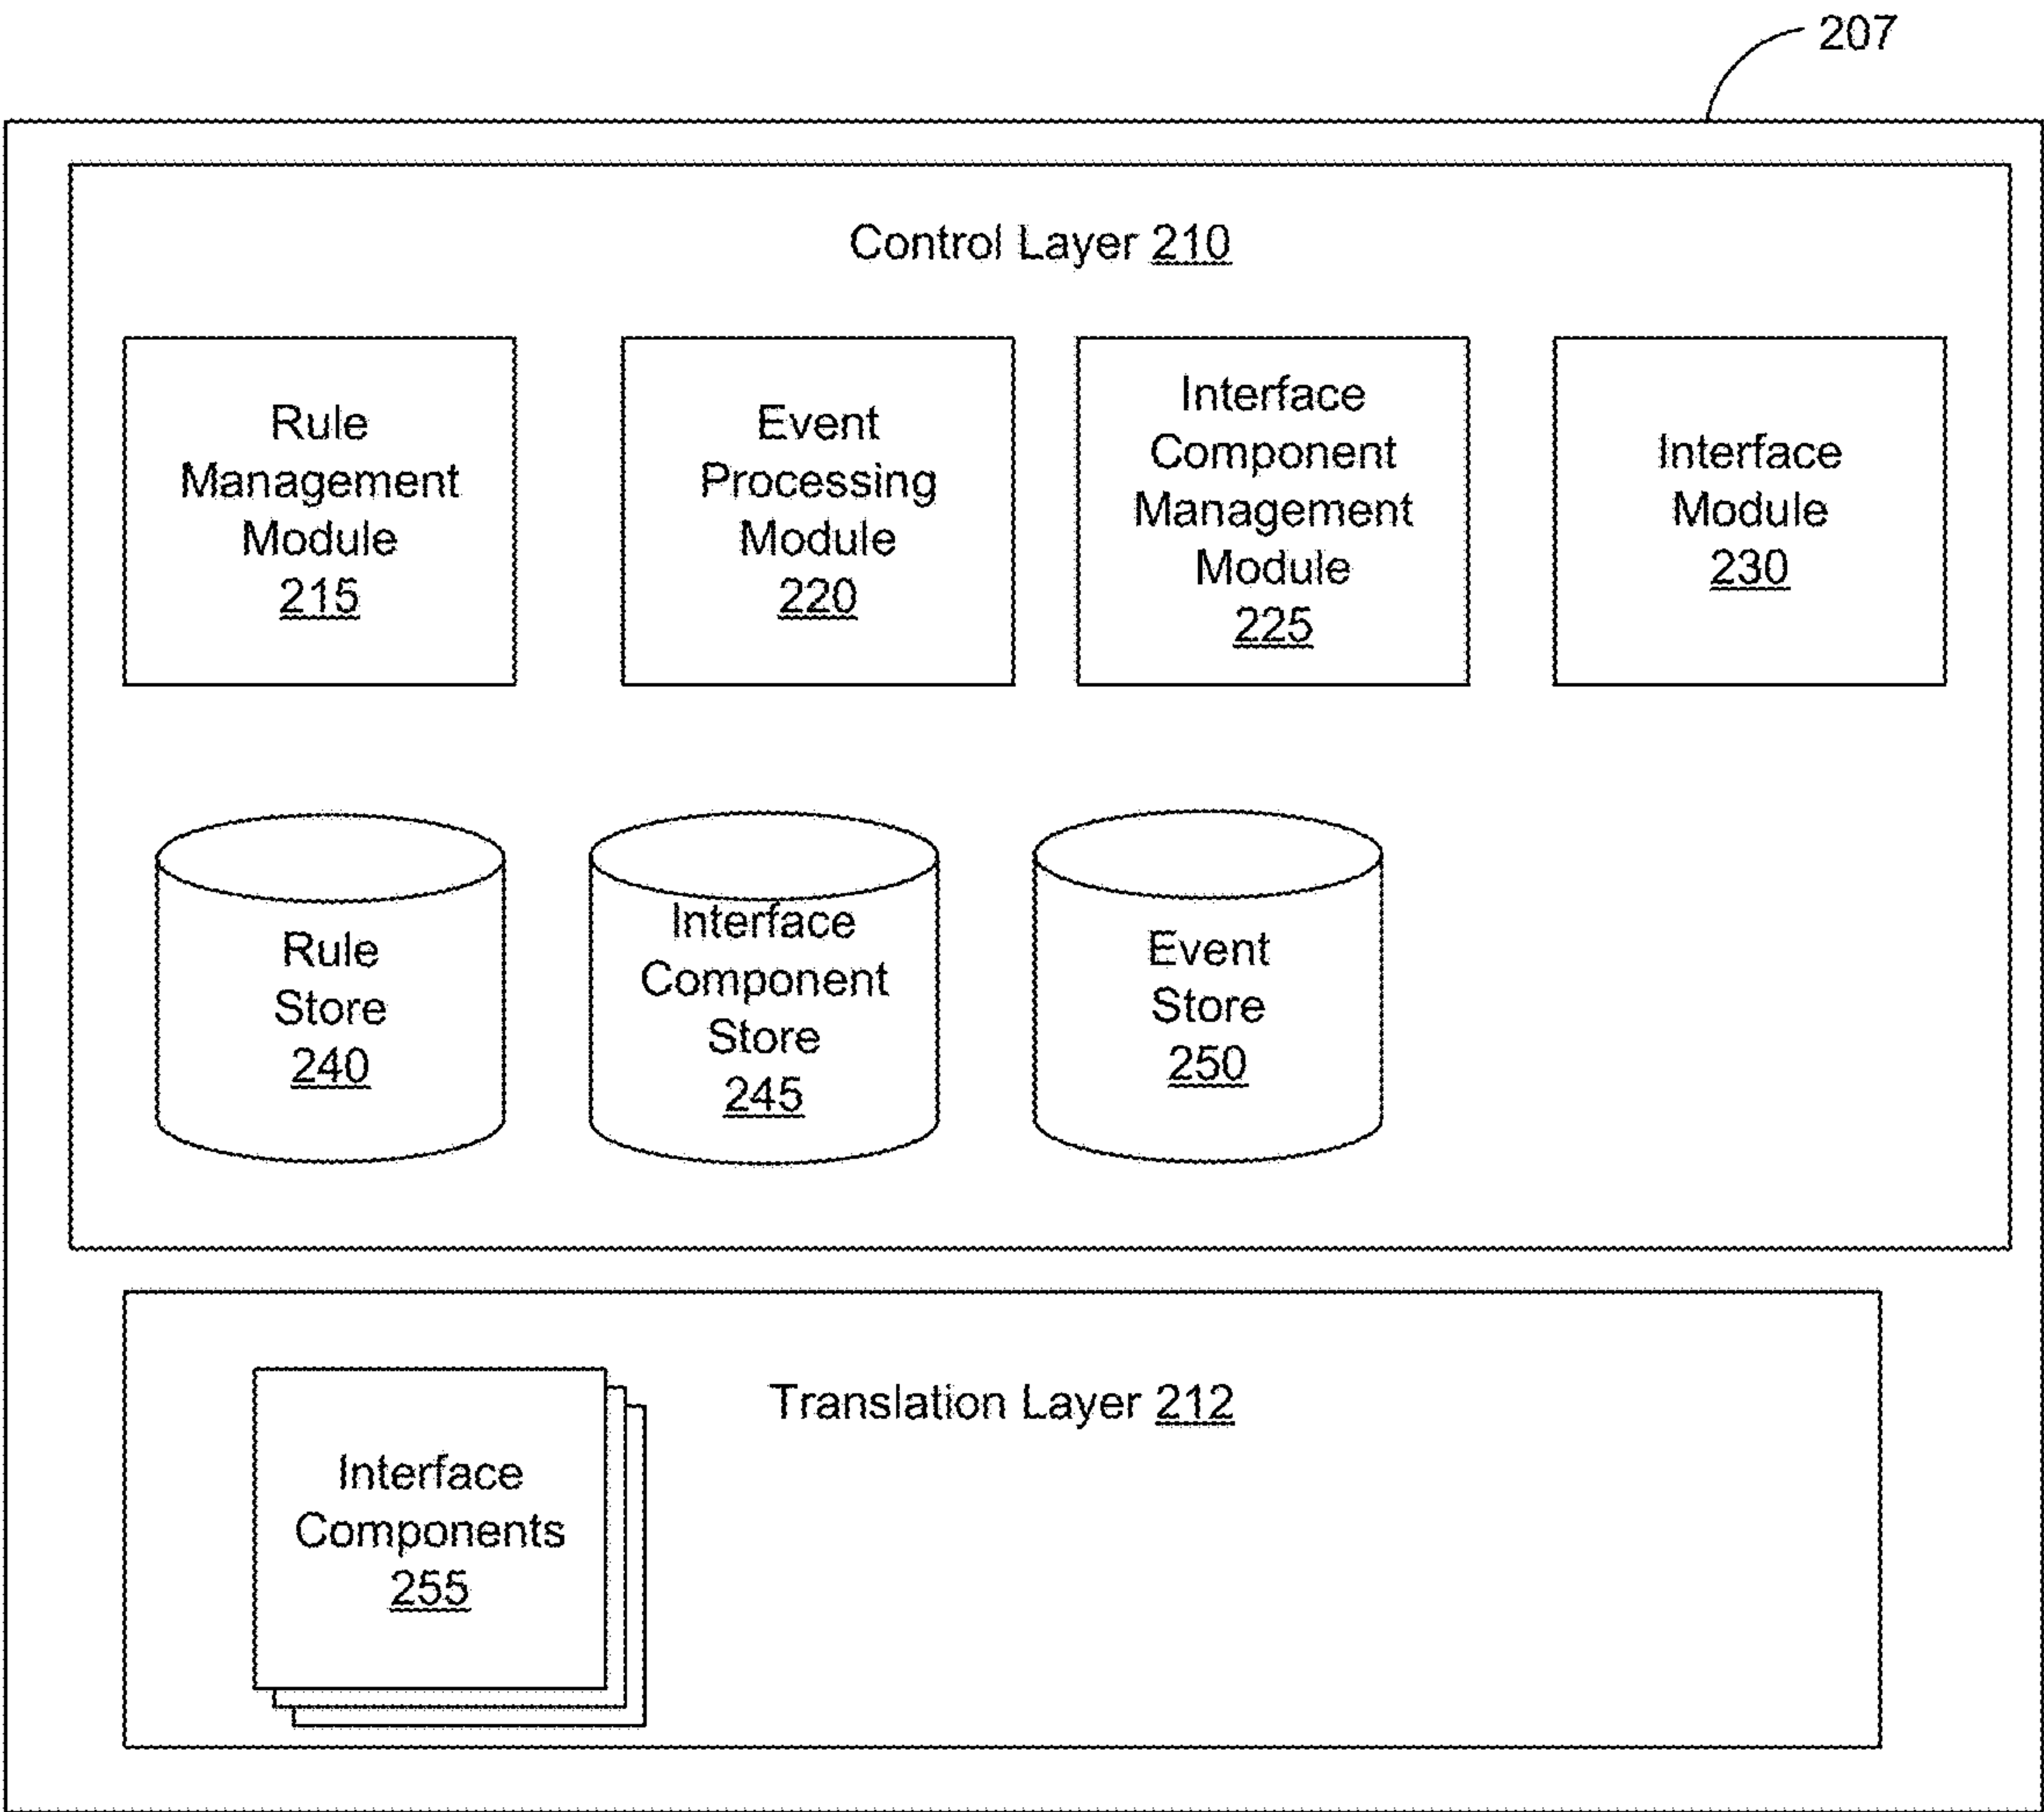 207
Control Layer 210
Rule
Management
Module
215
Event
Processing
Module
220
Interface
Component
Management
Module
225
Interface
Module
230
Rule
Store
240
Interface
Component
Store
245
Event
Store
250
Translation Layer 212
Interface
Components
255